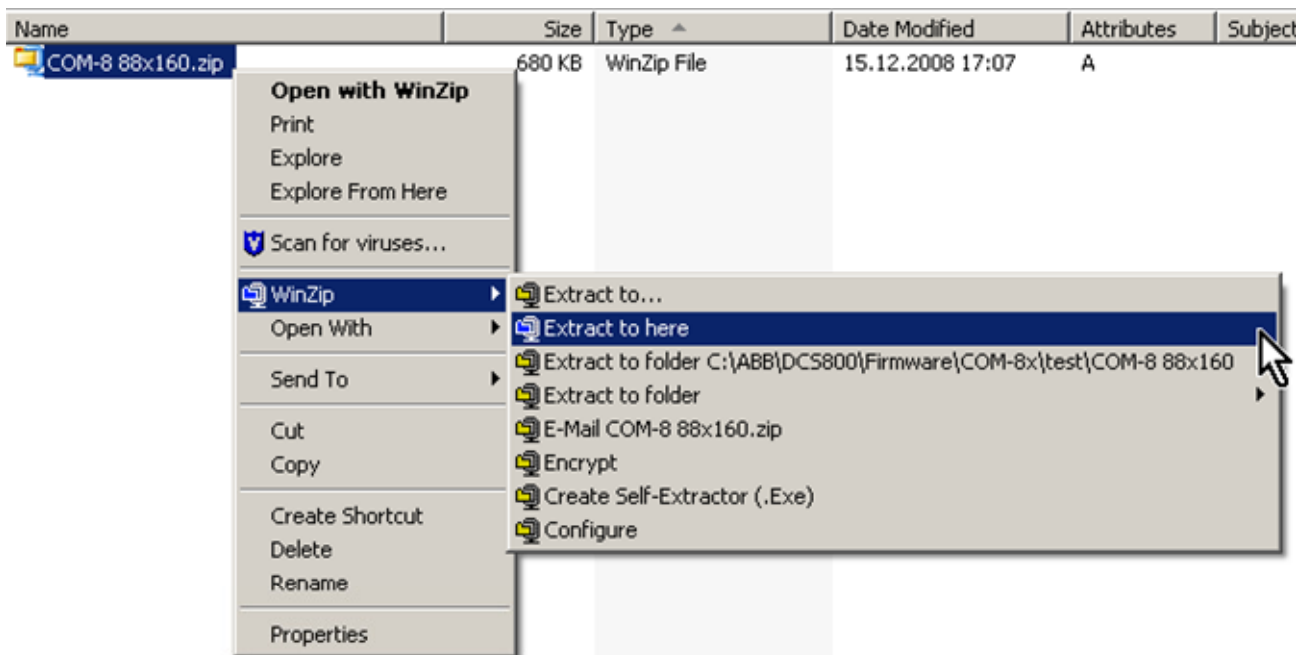 Name Size Type Date Modified Attributes Subject
COM-8 88x160.zip 680 KB WinZip File 15.12.2008 17:07 A
Open with WinZip
Print
Explore
Explore From Here
Scan for viruses...
WinZip
Open With
Send To
Cut
Copy
Create Shortcut
Delete
Rename
Properties
Extract to...
Extract to here
Extract to folder C:\ABB\DCS800\Firmware\COM-8x\test\COM-8 88x160
Extract to folder
E-Mail COM-8 88x160.zip
Encrypt
Create Self-Extractor (.Exe)
Configure